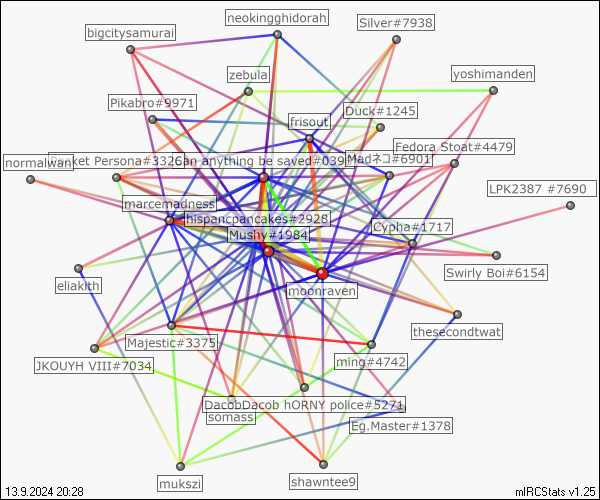 neokingghidorah
Silver#7938
bigcitysamurai
zebula
yoshimanden
Pikabro#9971
Duck#1245
frisout
Fedora Stoat#4479
normalwan
nket Persona#3326
an anything be saved#039
Madネコ#6901
LPK2387 #7690
marcemadness
hispancpancakes#2928
Cypha#1717
Mushy#1984
Swirly Boi#6154
eliakith
moonraven
thesecondtwat
Majestic#3375
ming#4742
JKOUYH VIII#7034
DacobDacob hORNY police#5271
somass
Eg.Master#1378
mukszi
shawntee9
13.9.2024 20:28
mIRCStats v1.25